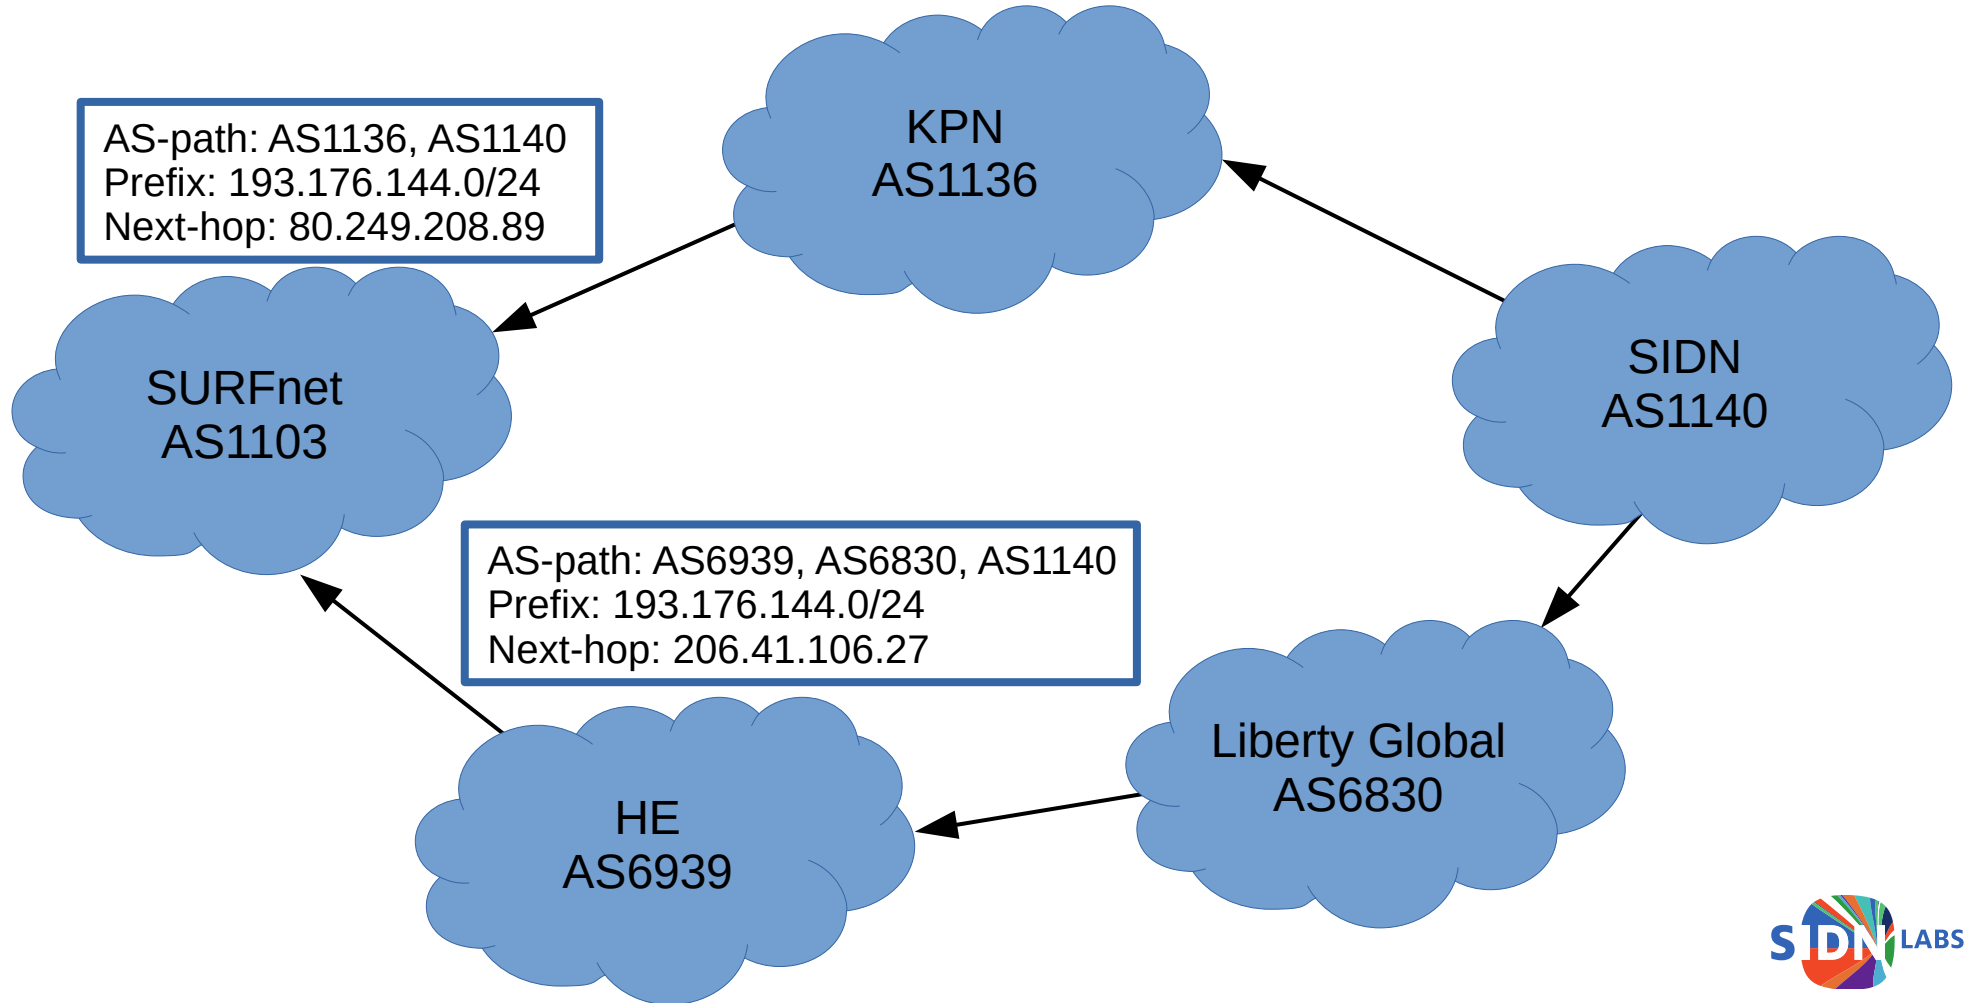 KPN
AS1136
AS-path: AS1136, AS1140
Prefix: 193.176.144.0/24
Next-hop: 80.249.208.89
SIDN
AS1140
SURFnet
AS1103
AS-path: AS6939, AS6830, AS1140
Prefix: 193.176.144.0/24
Next-hop: 206.41.106.27
Liberty Global
AS6830
HE
AS6939
SIDN LABS